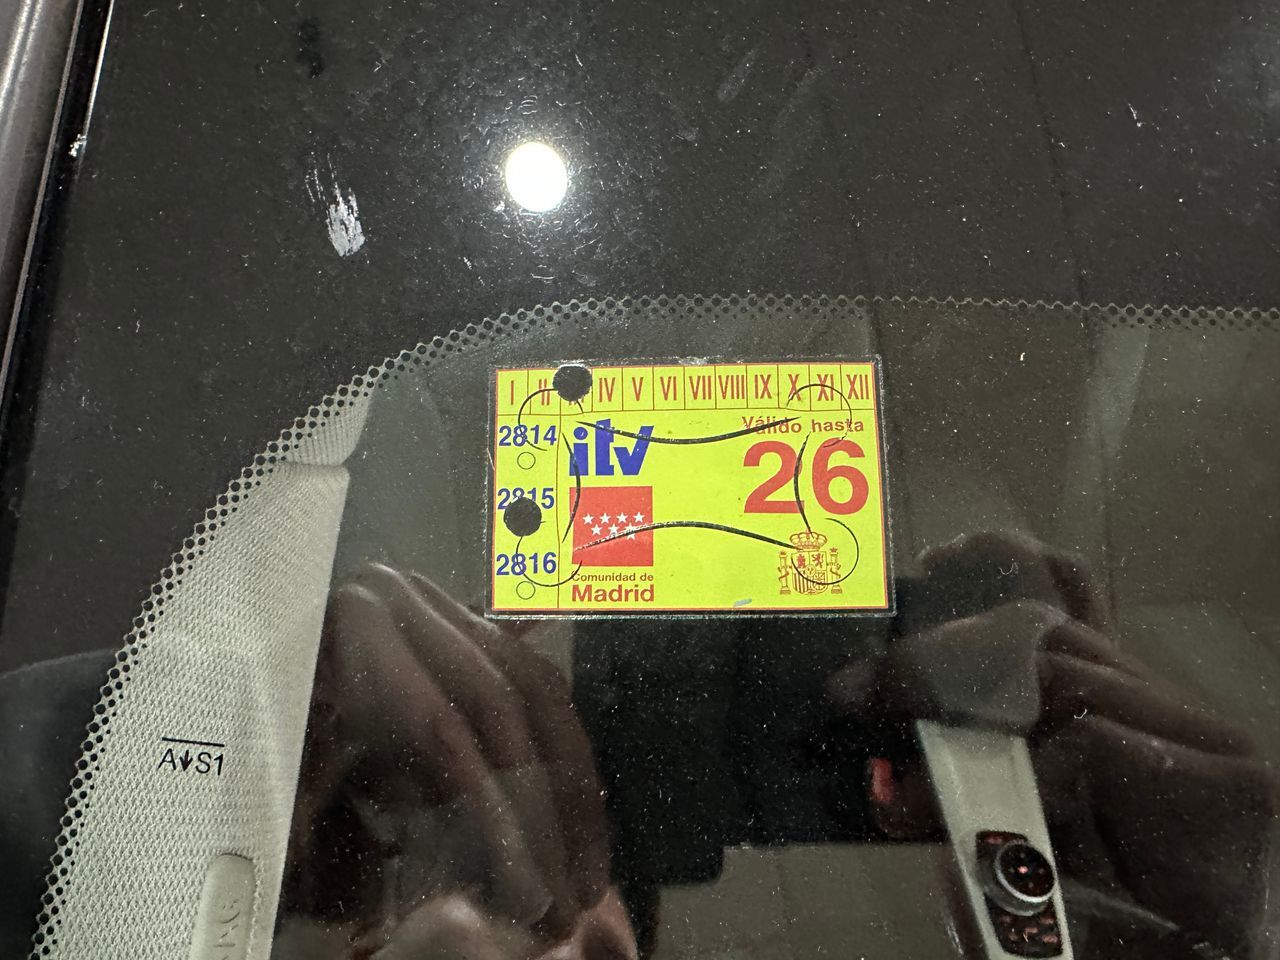 I II IV V VI VII VIII IX X XI XII
2814
itv
Válido hasta
26
2815
2816
Comunidad de
Madrid
A S1